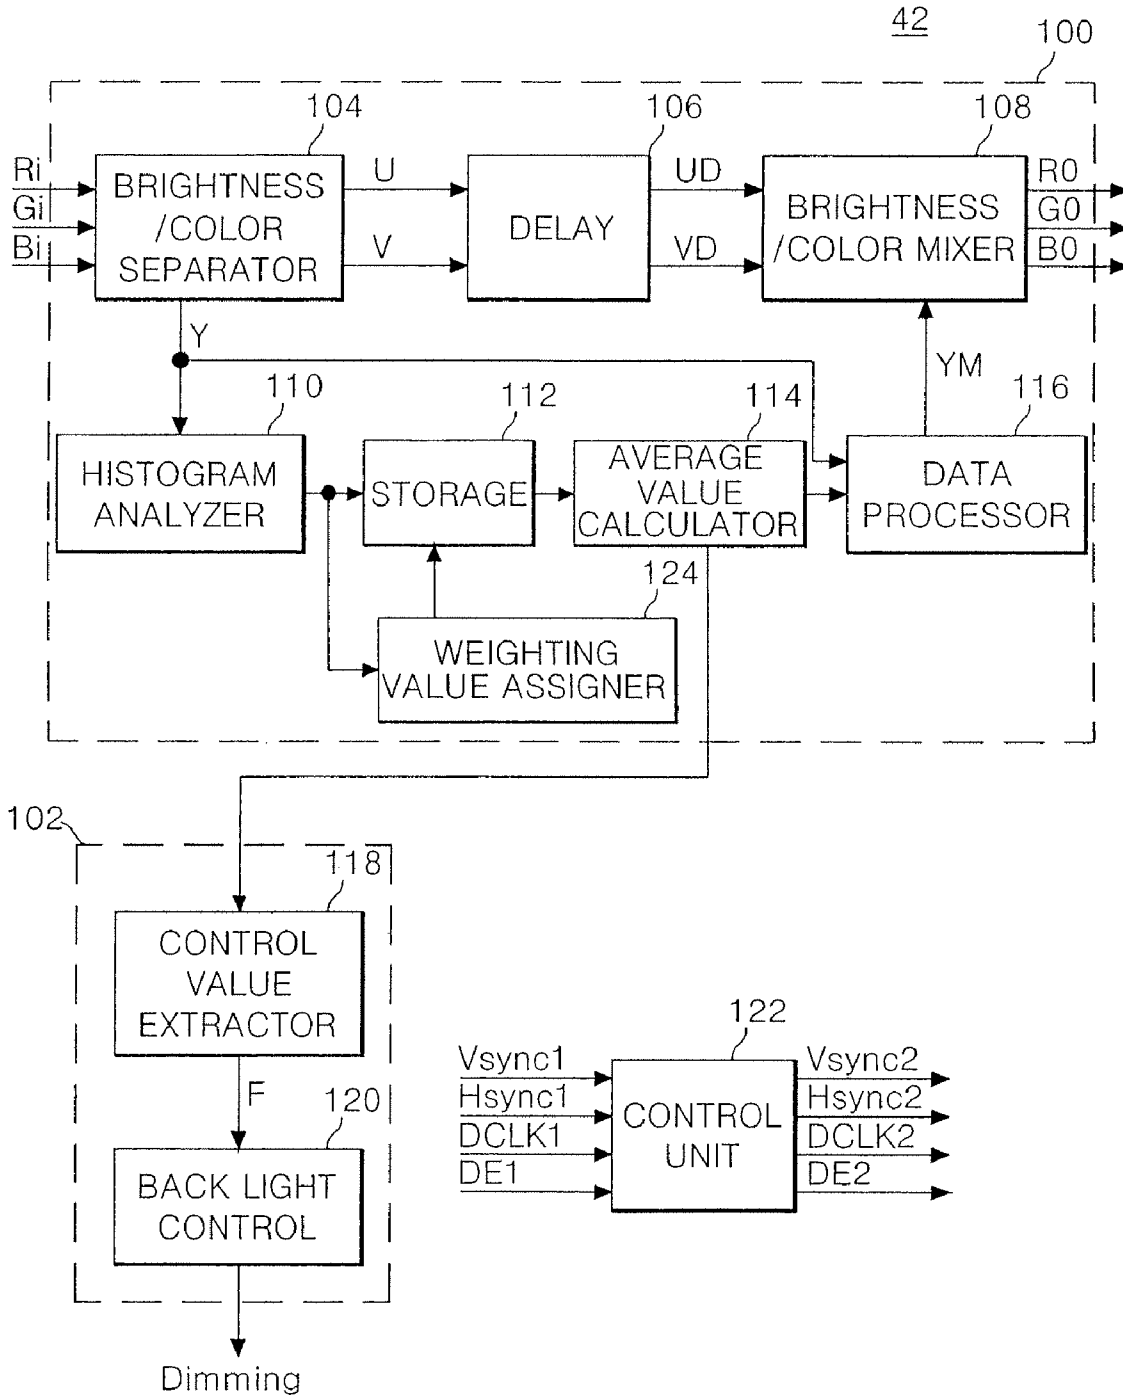 42
100
104
106
108
Ri
Gi
Bi
BRIGHTNESS
/COLOR
SEPARATOR
U
V
DELAY
UD
VD
BRIGHTNESS
/COLOR MIXER
R0
G0
B0
Y
YM
110
112
114
116
HISTOGRAM
ANALYZER
STORAGE
AVERAGE
VALUE
CALCULATOR
DATA
PROCESSOR
124
WEIGHTING
VALUE ASSIGNER
102
118
CONTROL
VALUE
EXTRACTOR
F
120
BACK LIGHT
CONTROL
Dimming
122
Vsync1
Hsync1
DCLK1
DE1
CONTROL
UNIT
Vsync2
Hsync2
DCLK2
DE2